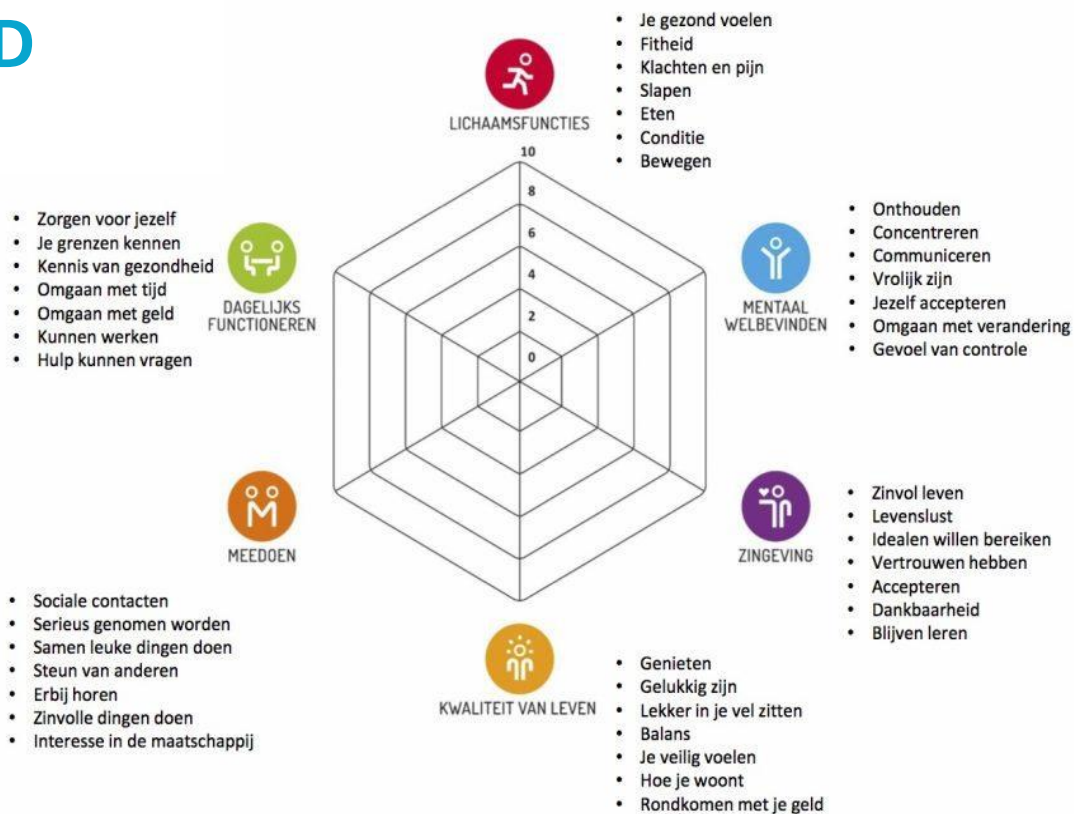 D
• Je gezond voelen
• Fitheid
• Klachten en pijn
• Slapen
• Eten
• Conditie
• Bewegen
LICHAAMSFUNCTIES
10
8
6
4
2
0
• Onthouden
• Concentreren
• Communiceren
• Vrolijk zijn
• Jezelf accepteren
• Omgaan met verandering
• Gevoel van controle
MENTAAL
WELBEVINDEN
• Zinvol leven
• Levenslust
• Idealen willen bereiken
• Vertrouwen hebben
• Accepteren
• Dankbaarheid
• Blijven leren
ZINGEVING
• Genieten
• Gelukkig zijn
• Lekker in je vel zitten
• Balans
• Je veilig voelen
• Hoe je woont
• Rondkomen met je geld
KWALITEIT VAN LEVEN
MEEDOEN
• Sociale contacten
• Serieus genomen worden
• Samen leuke dingen doen
• Steun van anderen
• Erbij horen
• Zinvolle dingen doen
• Interesse in de maatschappij
• Zorgen voor jezelf
• Je grenzen kennen
• Kennis van gezondheid
• Omgaan met tijd
• Omgaan met geld
• Kunnen werken
• Hulp kunnen vragen
DAGELIJKS
FUNCTIONEREN